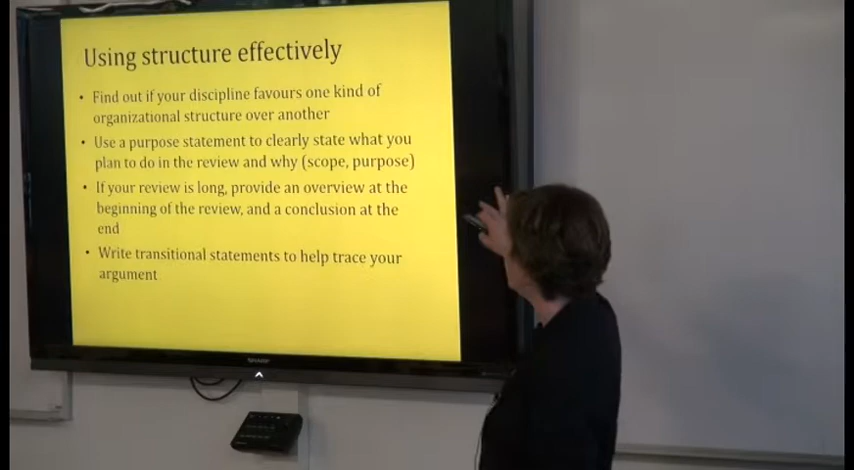 Using structure effectively
• Find out if your discipline favours one kind of
organizational structure over another
• Use a purpose statement to clearly state what you
plan to do in the review and why (scope, purpose)
• If your review is long, provide an overview at the
beginning of the review, and a conclusion at the
end
• Write transitional statements to help trace your
argument
SHARP